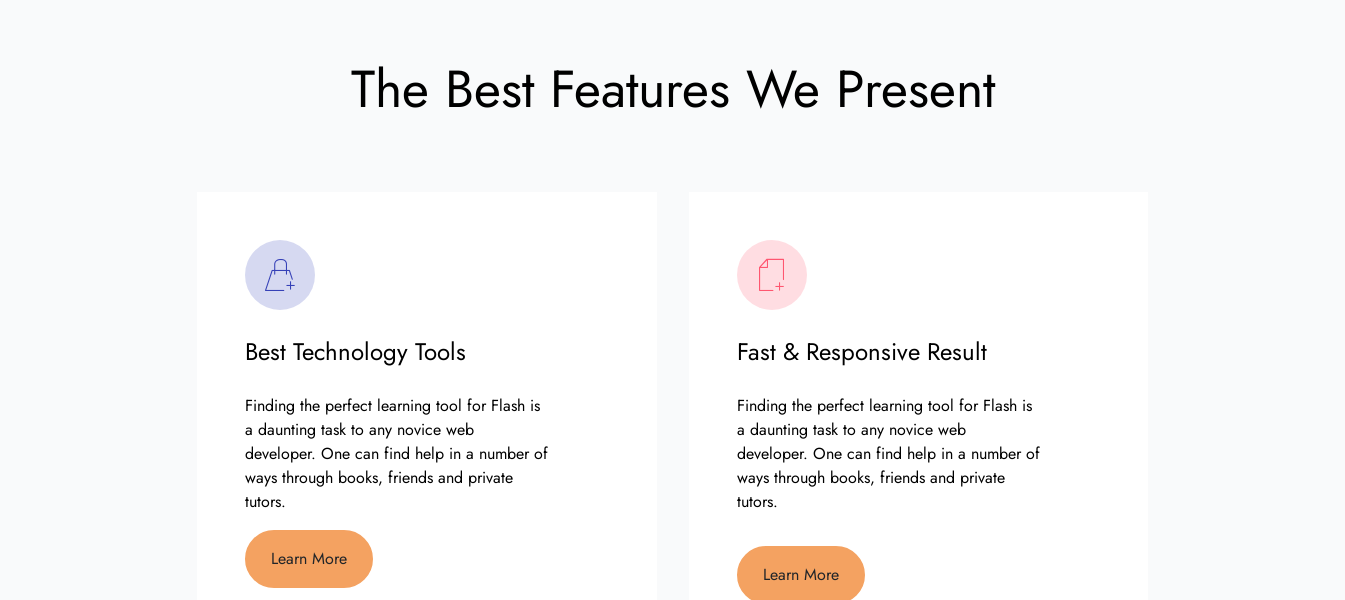 The Best Features We Present
Best Technology Tools
Finding the perfect learning tool for Flash is
a daunting task to any novice web
developer. One can find help in a number of
ways through books, friends and private
tutors.
Learn More
Fast & Responsive Result
Finding the perfect learning tool for Flash is
a daunting task to any novice web
developer. One can find help in a number of
ways through books, friends and private
tutors.
Learn More